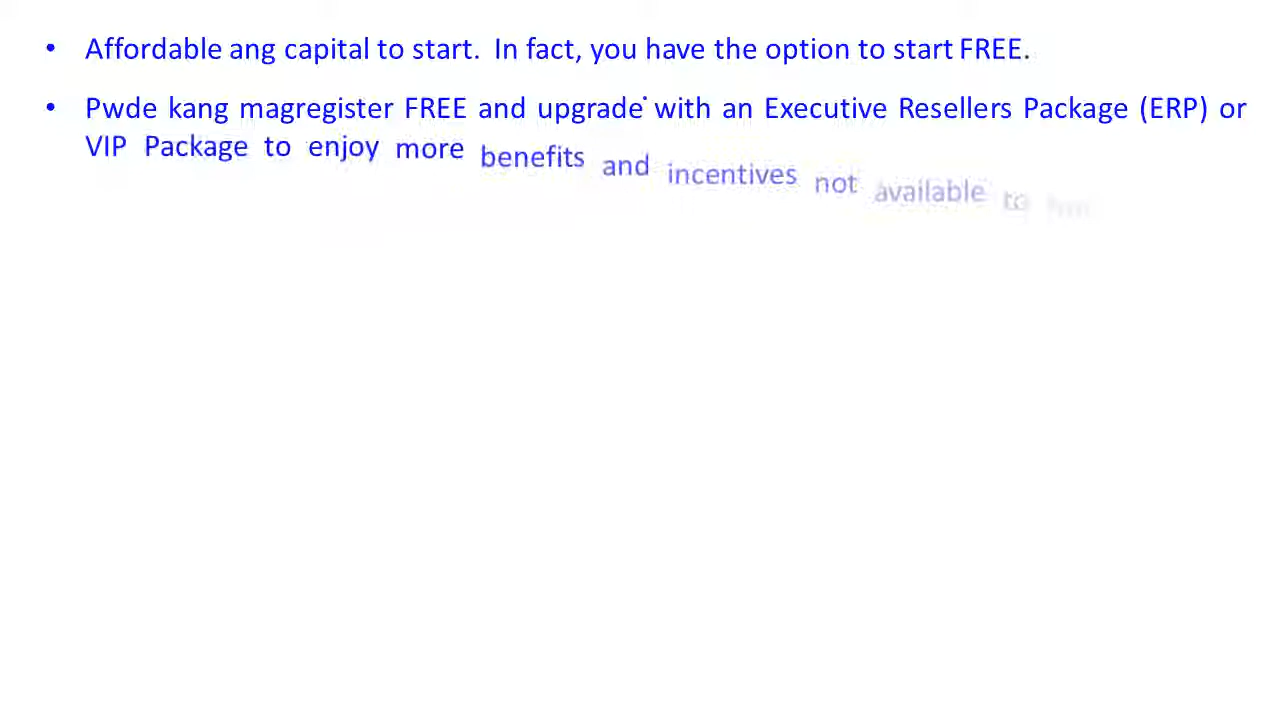 • Affordable ang capital to start. In fact, you have the option to start FREE.
• Pwde kang magregister FREE and upgrade with an Executive Resellers Package (ERP) or
VIP Package to enjoy more benefits and incentives not available to